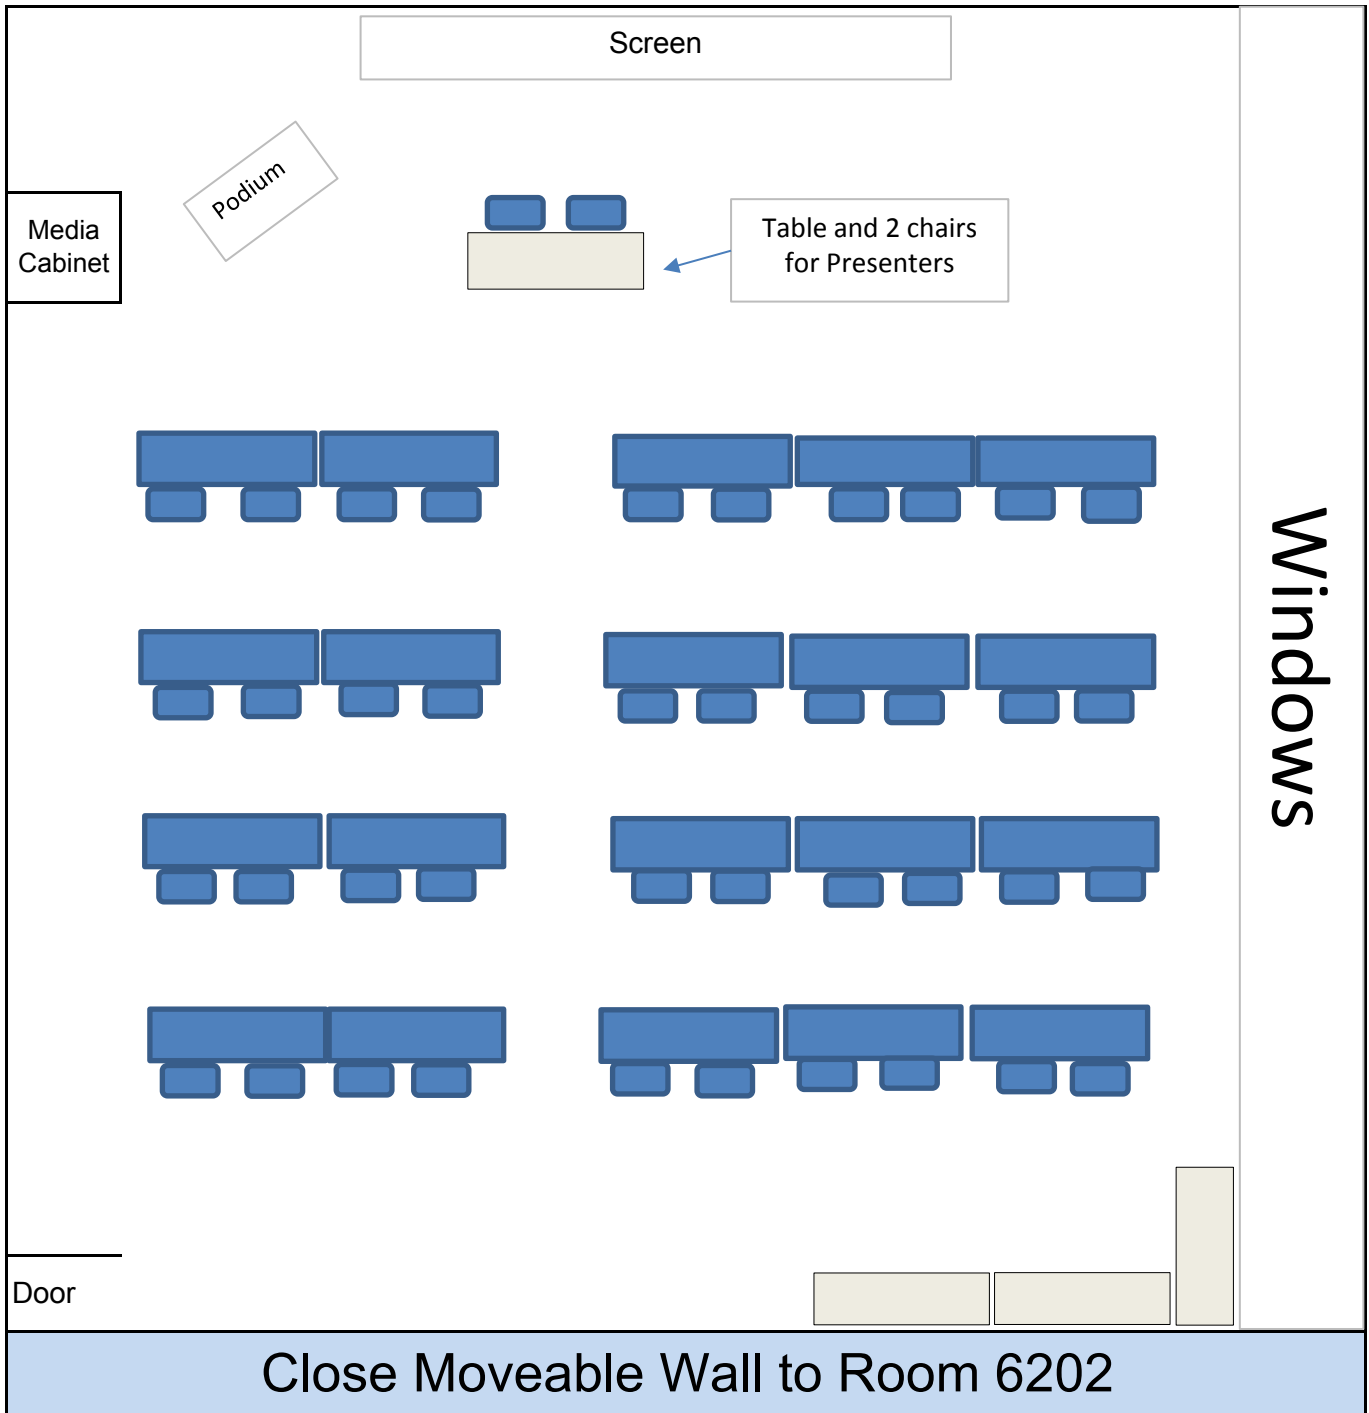 Screen
Podium
Media
Cabinet
Table and 2 chairs
for Presenters
Windows
Door
Close Moveable Wall to Room 6202